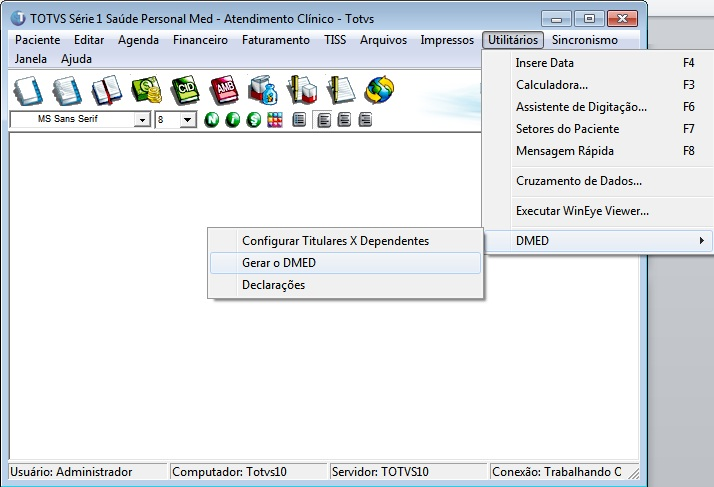 TOTVS Série 1 Saúde Personal Med - Atendimento Clínico - Totvs
Paciente Editar Agenda Financeiro Faturamento TISS Arquivos Impressos Utilitários Sincronismo
Janela Ajuda
CID AMB
MS Sans Serif 8 N I S
Insere Data F4
Calculadora... F3
Assistente de Digitação... F6
Setores do Paciente F7
Mensagem Rápida F8
Cruzamento de Dados...
Executar WinEye Viewer...
DMED
Configurar Titulares X Dependentes
Gerar o DMED
Declarações
Usuário: Administrador Computador: Totvs10 Servidor: TOTVS10 Conexão: Trabalhando O